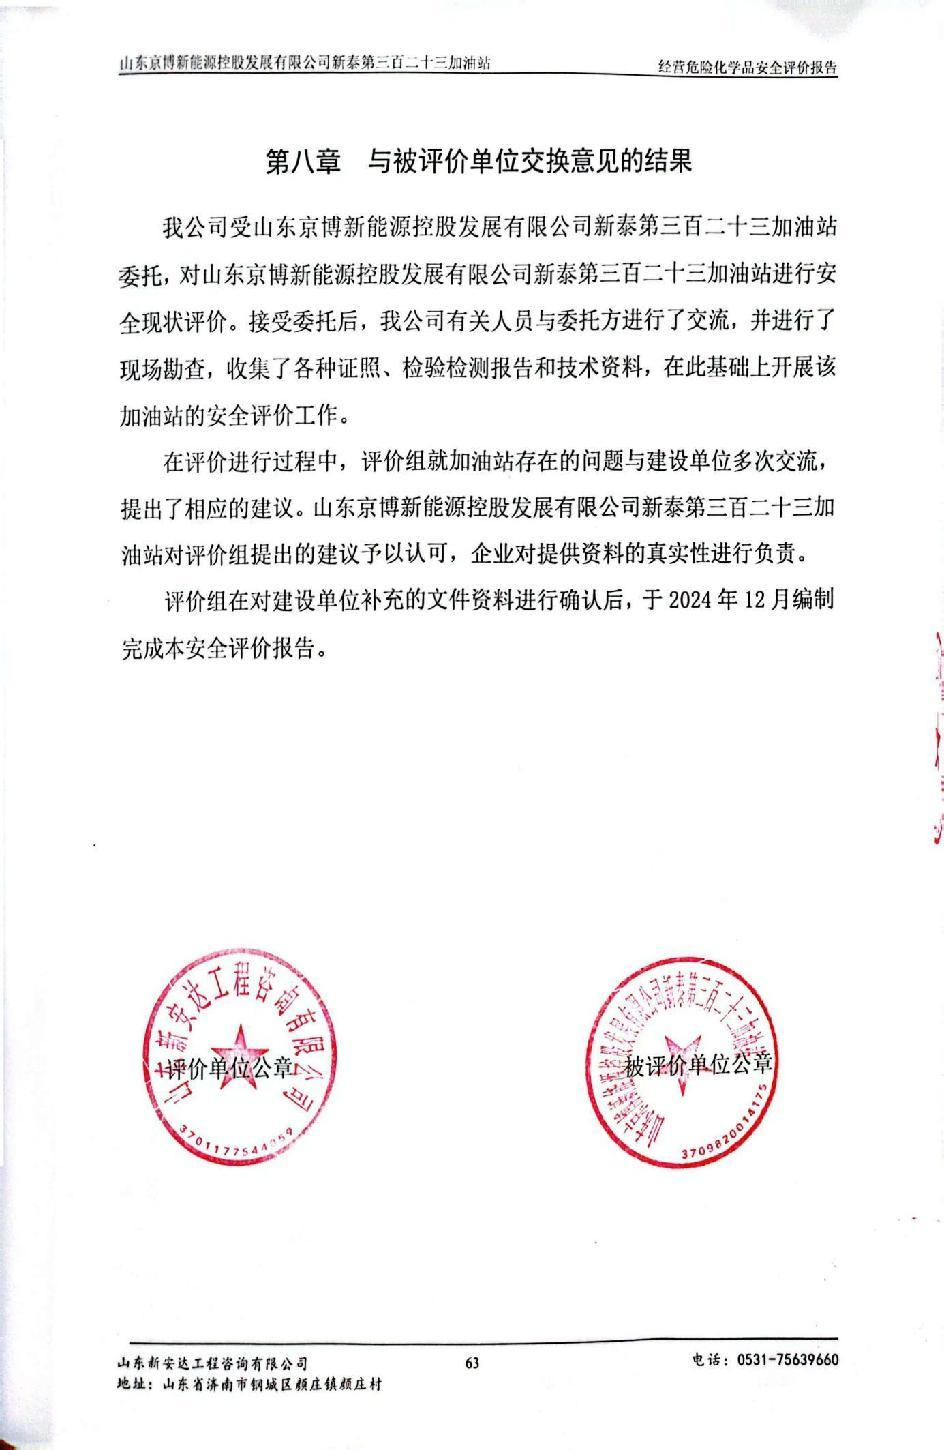 山东京博新能源控股发展有限公司新泰第三百二十三加油站
经营危险化学品安全评价报告
第八章 与被评价单位交换意见的结果
我公司受山东京博新能源控股发展有限公司新泰第三百二十三加油站
委托，对山东京博新能源控股发展有限公司新泰第三百二十三加油站进行安
全现状评价。接受委托后，我公司有关人员与委托方进行了交流，并进行了
现场勘查，收集了各种证照、检验检测报告和技术资料，在此基础上开展该
加油站的安全评价工作。
在评价进行过程中，评价组就加油站存在的问题与建设单位多次交流，
提出了相应的建议。山东京博新能源控股发展有限公司新泰第三百二十三加
油站对评价组提出的建议予以认可，企业对提供资料的真实性进行负责。
评价组在对建设单位补充的文件资料进行确认后，于 2024 年 12 月编制
完成本安全评价报告。
山东新安达工程咨询有限公司
评价单位公章
被评价单位公章
3709820014175
山东新安达工程咨询有限公司
地址：山东省济南市钢城区颜庄镇颜庄村
63
电话：0531-75639660